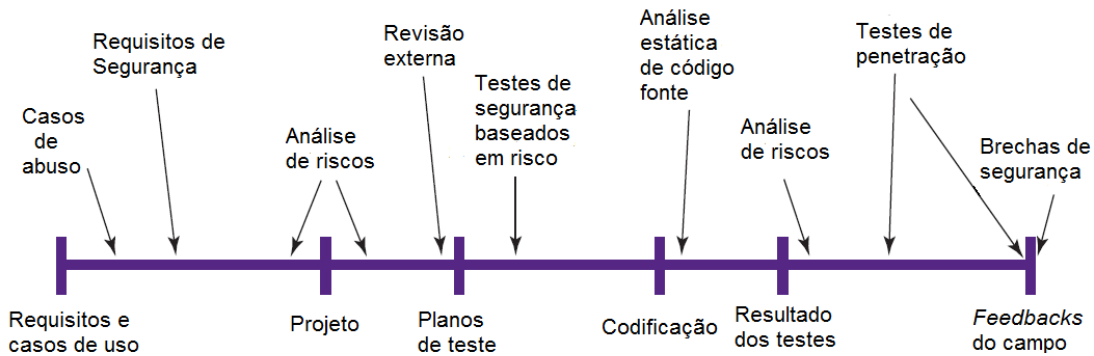 Casos
de
abuso
Requisitos de
Segurança
Análise
de riscos
Revisão
externa
Testes de
segurança
baseados
em risco
Análise
estática
de código
fonte
Análise
de riscos
Testes de
penetração
Brechas de
segurança
Requisitos e
casos de uso
Projeto
Planos
de teste
Codificação
Resultado
dos testes
Feedbacks
do campo